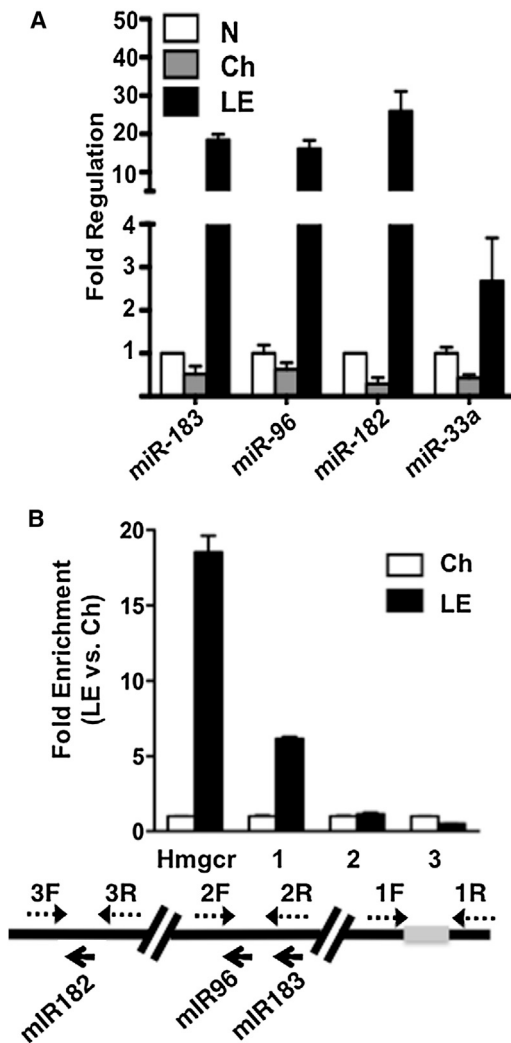 A
50
40
30
20
10
4
3
2
1
Fold Regulation
N
Ch
LE
miR-183
miR-96
miR-182
miR-33a
B
20
15
10
5
0
Fold Enrichment
(LE vs. Ch)
Ch
LE
Hmgcr 1 2 3
3F 3R 2F 2R 1F 1R
mIR182 mIR96 mIR183